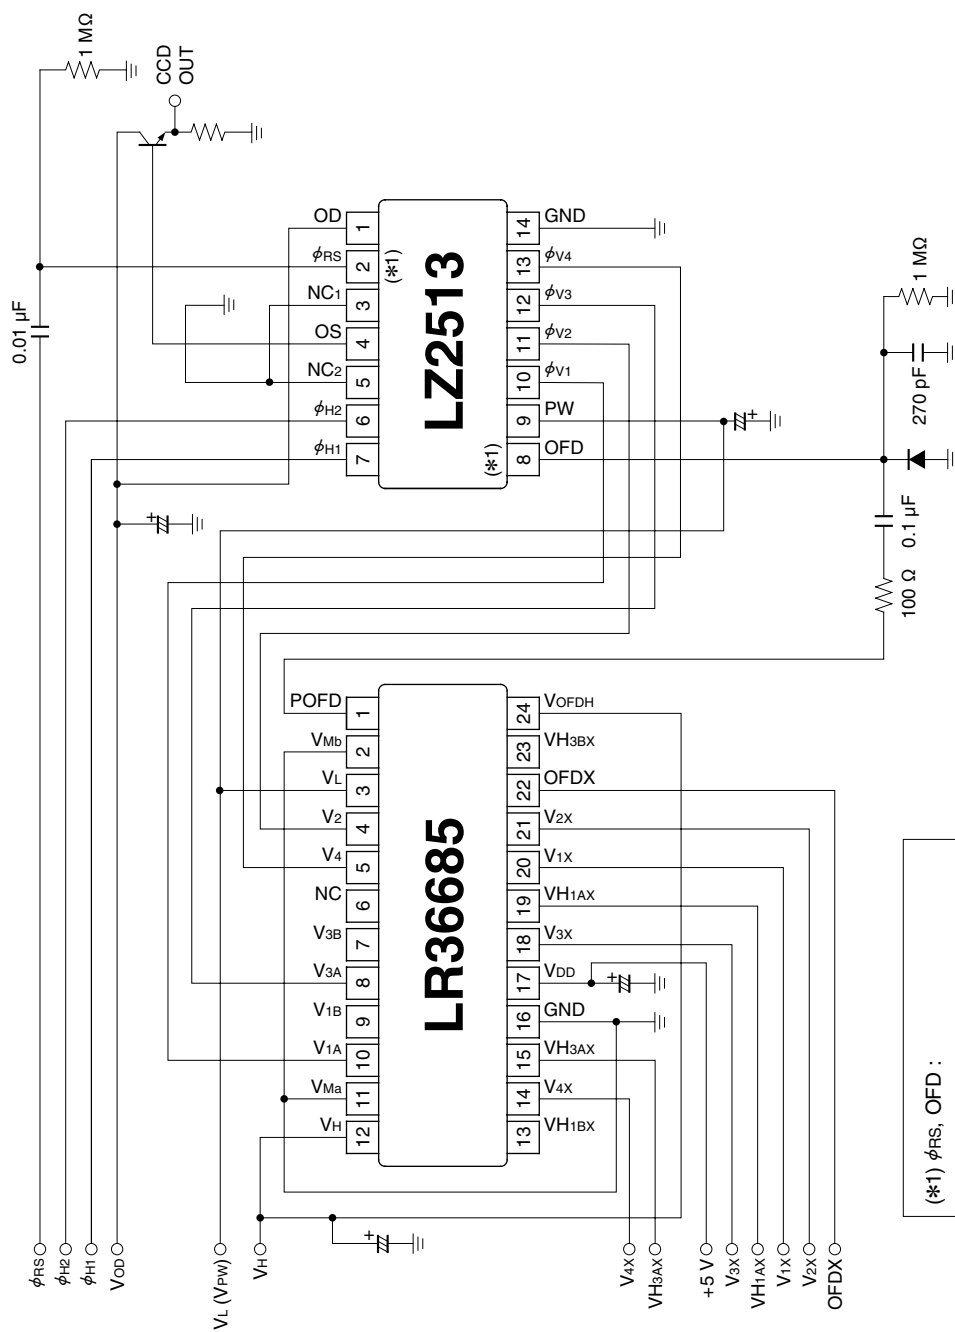 1 MΩ
CCD
OUT
0.01 µF
OD
ϕRS
NC1
OS
NC2
ϕH2
ϕH1
1
2
3
4
5
6
7
(*1)
LZ2513
(*1)
14
13
12
11
10
9
8
GND
ϕV4
ϕV3
ϕV2
ϕV1
PW
OFD
1 MΩ
270 pF
0.1 µF
100 Ω
+
+
POFD
VMb
VL
V2
V4
NC
V3B
V3A
V1B
V1A
VMa
VH
1
2
3
4
5
6
7
8
9
10
11
12
LR36685
24
23
22
21
20
19
18
17
16
15
14
13
VOFDH
VH3BX
OFDX
V2X
V1X
VH1AX
V3X
VDD
GND
VH3AX
V4X
VH1BX
+
+
ϕRS
ϕH2
ϕH1
VOD
VL (VPW)
VH
V4X
VH3AX
+5 V
V3X
VH1AX
V1X
V2X
OFDX
(*1) ϕRS, OFD :